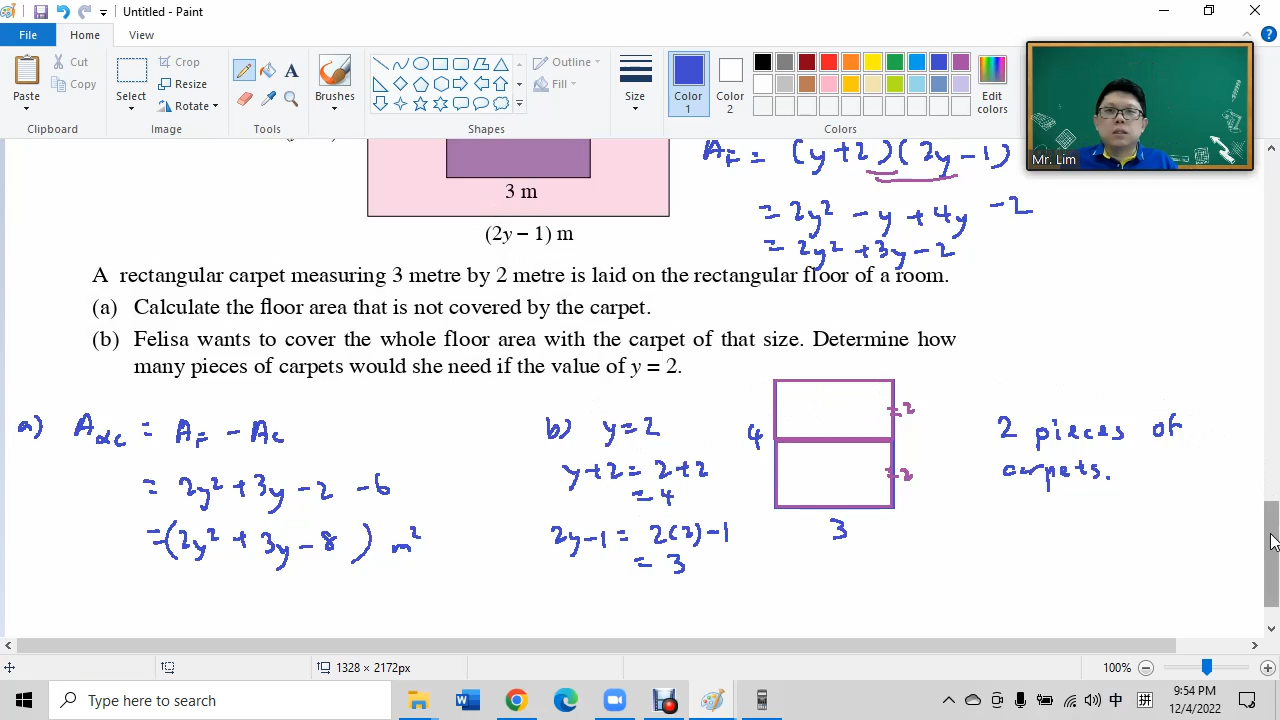 Untitled - Paint
File
Home
View
Paste
Cut
Copy
Clipboard
Select
Crop
Resize
Rotate
Image
Tools
Brushes
Shapes
Outline
Fill
Size
Color 1
Color 2
Edit colors
Colors
Mr. Lim
A_F = (y+2)(2y-1)
= 2y² - y + 4y - 2
= 2y² + 3y - 2
3 m
(2y − 1) m
A rectangular carpet measuring 3 metre by 2 metre is laid on the rectangular floor of a room.
(a) Calculate the floor area that is not covered by the carpet.
(b) Felisa wants to cover the whole floor area with the carpet of that size. Determine how
many pieces of carpets would she need if the value of y = 2.
a) A = A_F - A_C
= 2y² + 3y - 2 - 6
= (2y² + 3y - 8) m²
b) y = 2
y+2 = 2+2
= 4
2y-1 = 2(2)-1
= 3
4
=2
=2
3
2 pieces of
carpets.
1328 × 2172px
100%
Type here to search
中
拼
9:54 PM
12/4/2022